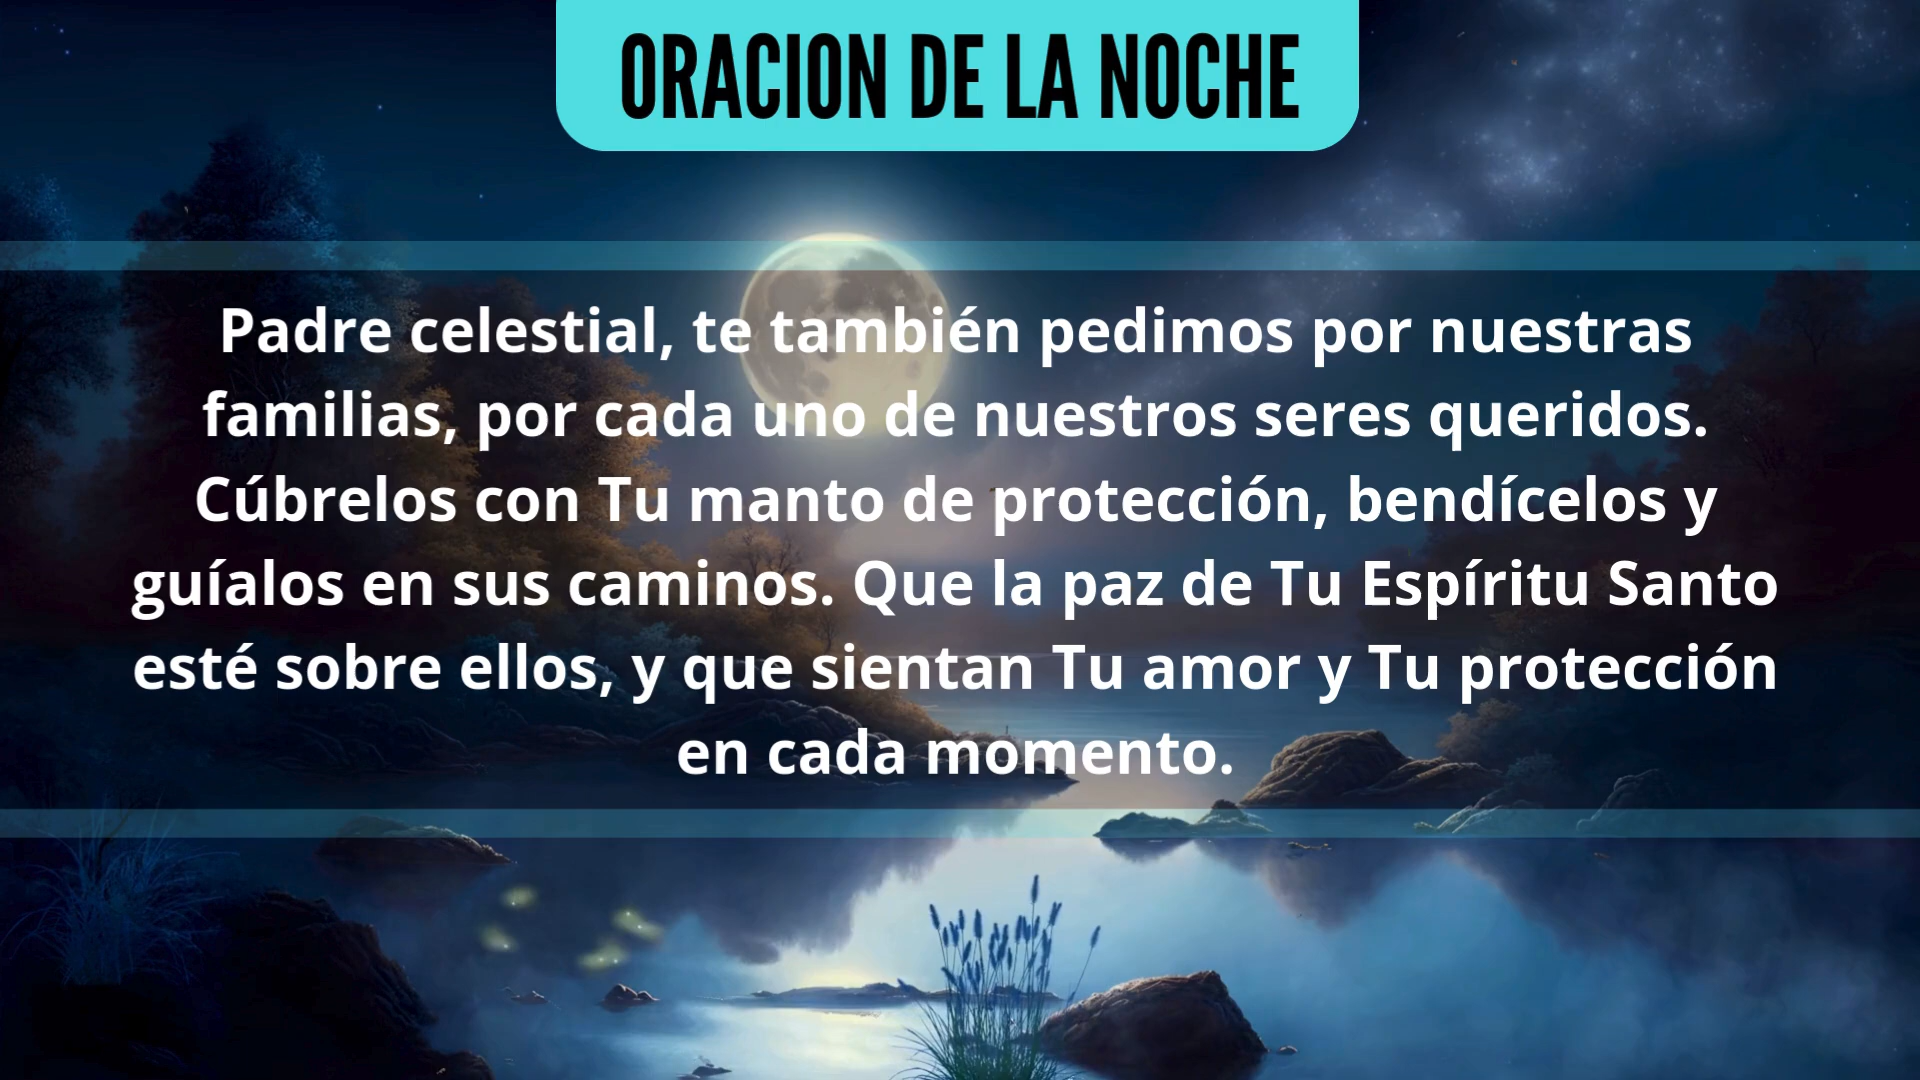 ORACION DE LA NOCHE
Padre celestial, te también pedimos por nuestras
familias, por cada uno de nuestros seres queridos.
Cúbrelos con Tu manto de protección, bendícelos y
guíalos en sus caminos. Que la paz de Tu Espíritu Santo
esté sobre ellos, y que sientan Tu amor y Tu protección
en cada momento.